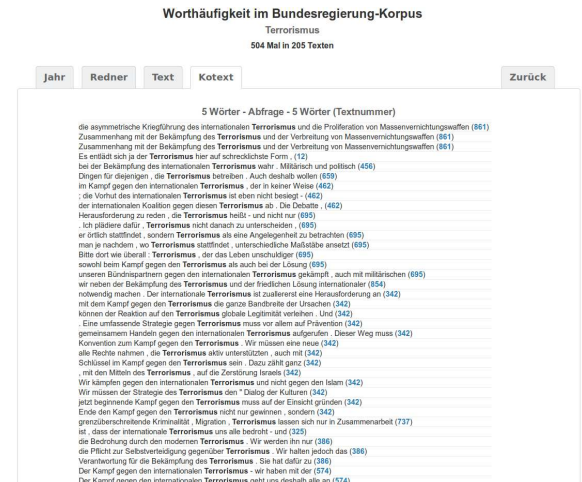 Worthäufigkeit im Bundesregierung-Korpus
Terrorismus
504 Mal in 205 Texten
Jahr Redner Text Kotext Zurück
5 Wörter - Abfrage - 5 Wörter (Textnummer)
die asymmetrische Kriegführung des internationalen Terrorismus und die Proliferation von Massenvernichtungswaffen (861)
Zusammenhang mit der Bekämpfung des Terrorismus und der Verbreitung von Massenvernichtungswaffen (861)
Zusammenhang mit der Bekämpfung des Terrorismus und der Verbreitung von Massenvernichtungswaffen (861)
Es entlädt sich ja der Terrorismus hier auf schrecklichste Form , (12)
bei der Bekämpfung des internationalen Terrorismus wahr . Militärisch und politisch (456)
Dingen für diejenigen , die Terrorismus betreiben . Auch deshalb wollen (659)
im Kampf gegen den internationalen Terrorismus , der in keiner Weise (462)
; die Vorhut des internationalen Terrorismus ist eben nicht besiegt - (462)
der internationalen Koalition gegen diesen Terrorismus ab . Die Debatte , (462)
Herausforderung zu reden , die Terrorismus heißt - und nicht nur (695)
. Ich plädiere dafür , Terrorismus nicht danach zu unterscheiden , (695)
er örtlich stattfindet , sondern Terrorismus als eine Angelegenheit zu betrachten (695)
man je nachdem , wo Terrorismus stattfindet , unterschiedliche Maßstäbe ansetzt (695)
Bitte dort wie überall : Terrorismus , der das Leben unschuldiger (695)
sowohl beim Kampf gegen den Terrorismus als auch bei der Lösung (695)
unseren Bündnispartnern gegen den internationalen Terrorismus gekämpft , auch mit militärischen (695)
wir neben der Bekämpfung des Terrorismus und der friedlichen Lösung internationaler (854)
notwendig machen . Der internationale Terrorismus ist zuallererst eine Herausforderung an (342)
mit dem Kampf gegen den Terrorismus die ganze Bandbreite der Ursachen (342)
können der Reaktion auf den Terrorismus globale Legitimität verleihen . Und (342)
. Eine umfassende Strategie gegen Terrorismus muss vor allem auf Prävention (342)
gemeinsamem Handeln gegen den internationalen Terrorismus aufgerufen . Dieser Weg muss (342)
Konvention zum Kampf gegen den Terrorismus . Wir müssen eine neue (342)
alle Rechte nahmen , die Terrorismus aktiv unterstützten , auch mit (342)
Schlüssel im Kampf gegen den Terrorismus sein . Dazu zählt ganz (342)
, mit den Mitteln des Terrorismus , auf die Zerstörung Israels (342)
Wir kämpfen gegen den internationalen Terrorismus und nicht gegen den Islam (342)
Wir müssen der Strategie des Terrorismus den " Dialog der Kulturen (342)
jetzt beginnende Kampf gegen den Terrorismus muss auf der Einsicht gründen (342)
Ende den Kampf gegen den Terrorismus nicht nur gewinnen , sondern (342)
grenzüberschreitende Kriminalität , Migration , Terrorismus lassen sich nur in Zusammenarbeit (737)
ist , dass der internationale Terrorismus uns alle bedroht - und (325)
die Bedrohung durch den modernen Terrorismus . Wir werden ihn nur (386)
die Pflicht zur Selbstverteidigung gegenüber Terrorismus . Wir halten jedoch das (386)
Verantwortung für die Bekämpfung des Terrorismus . Sie hat dafür zu (386)
Der Kampf gegen den internationalen Terrorismus - wir haben mit der (574)
Der Kampf gegen den internationalen Terrorismus geht uns deshalb alle an (574)